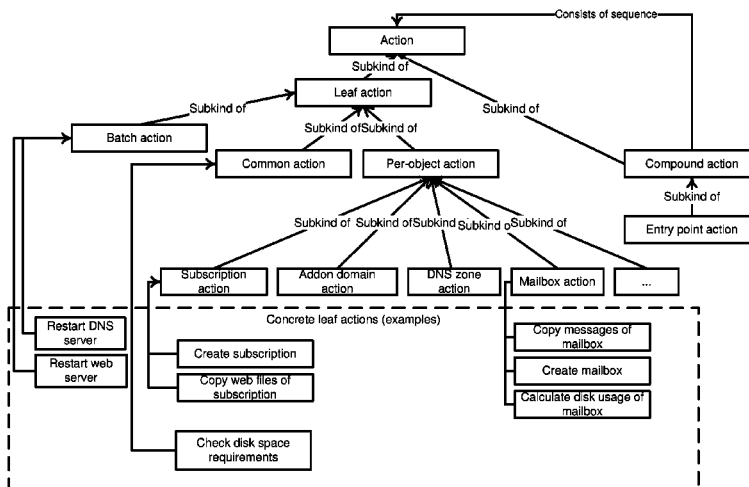 Consists of sequence
Action
Subkind of
Leaf action
Subkind of
Subkind of
Batch action
Subkind of
Subkind of
Common action
Per-object action
Compound action
Subkind of
Entry point action
Subkind of
Subkind of
Subkind of
Subkind of
Subkind of
Subscription
action
Addon domain
action
DNS zone
action
Mailbox action
...
Concrete leaf actions (examples)
Restart DNS
server
Restart web
server
Create subscription
Copy web files of
subscription
Check disk space
requirements
Copy messages of
mailbox
Create mailbox
Calculate disk usage of
mailbox